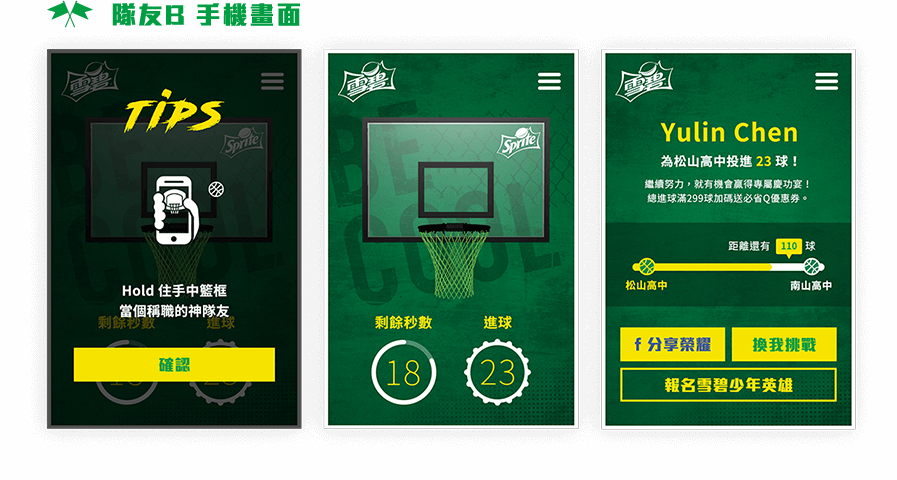 隊友B 手機畫面
雪碧
TIPS
Sprite
BE
COOL
Hold 住手中籃框
當個稱職的神隊友
剩餘秒數
進球
18
23
確認
雪碧
BE
COOL
Sprite
剩餘秒數
進球
18
23
雪碧
Yulin Chen
為松山高中投進 23 球！
繼續努力，就有機會贏得專屬慶功宴！
總進球滿299球加碼送必省Q優惠券。
距離還有 110 球
松山高中
南山高中
f 分享榮耀
換我挑戰
報名雪碧少年英雄